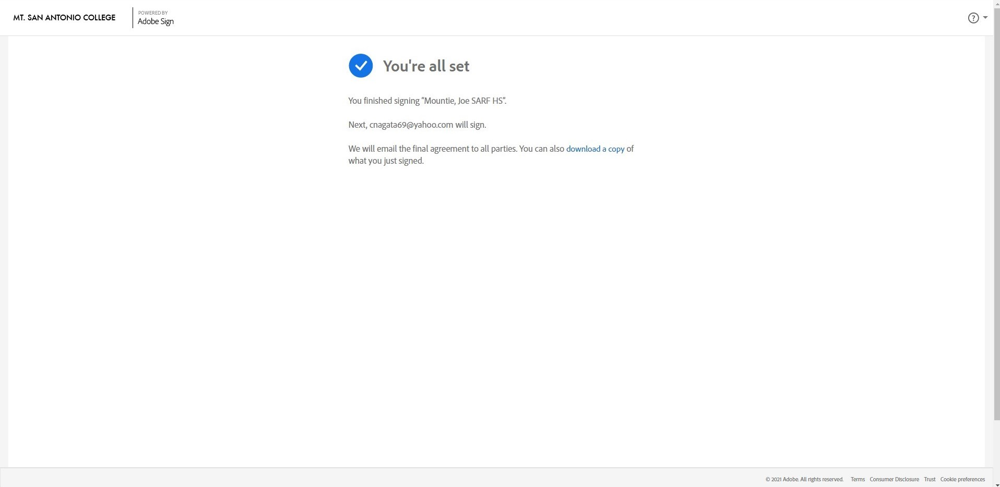 MT. SAN ANTONIO COLLEGE
POWERED BY
Adobe Sign
?
You're all set
You finished signing “Mountie, Joe SARF HS”.
Next, cnagata69@yahoo.com will sign.
We will email the final agreement to all parties. You can also download a copy of
what you just signed.
© 2021 Adobe. All rights reserved. Terms Consumer Disclosure Trust Cookie preferences